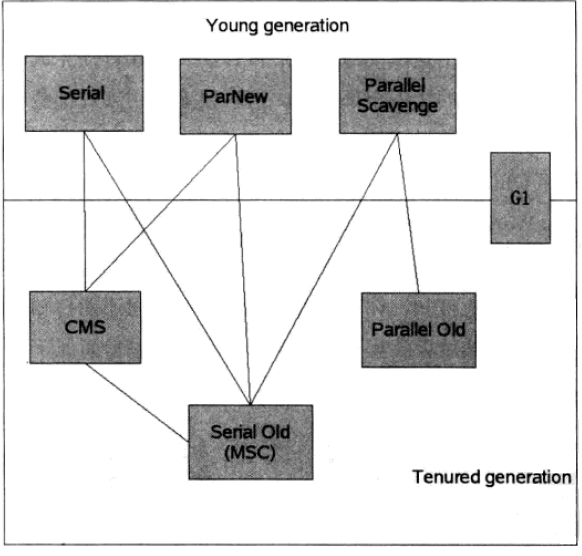 Young generation
Serial
ParNew
Parallel
Scavenge
G1
CMS
Parallel Old
Serial Old
(MSC)
Tenured generation